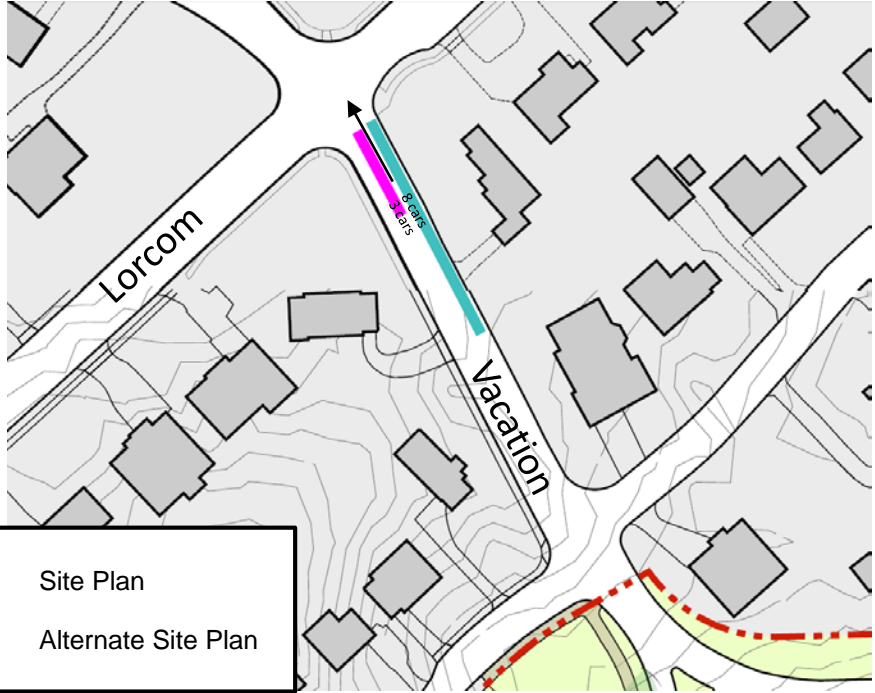 8 cars
3 cars
Lorcom
Vacation
Site Plan
Alternate Site Plan